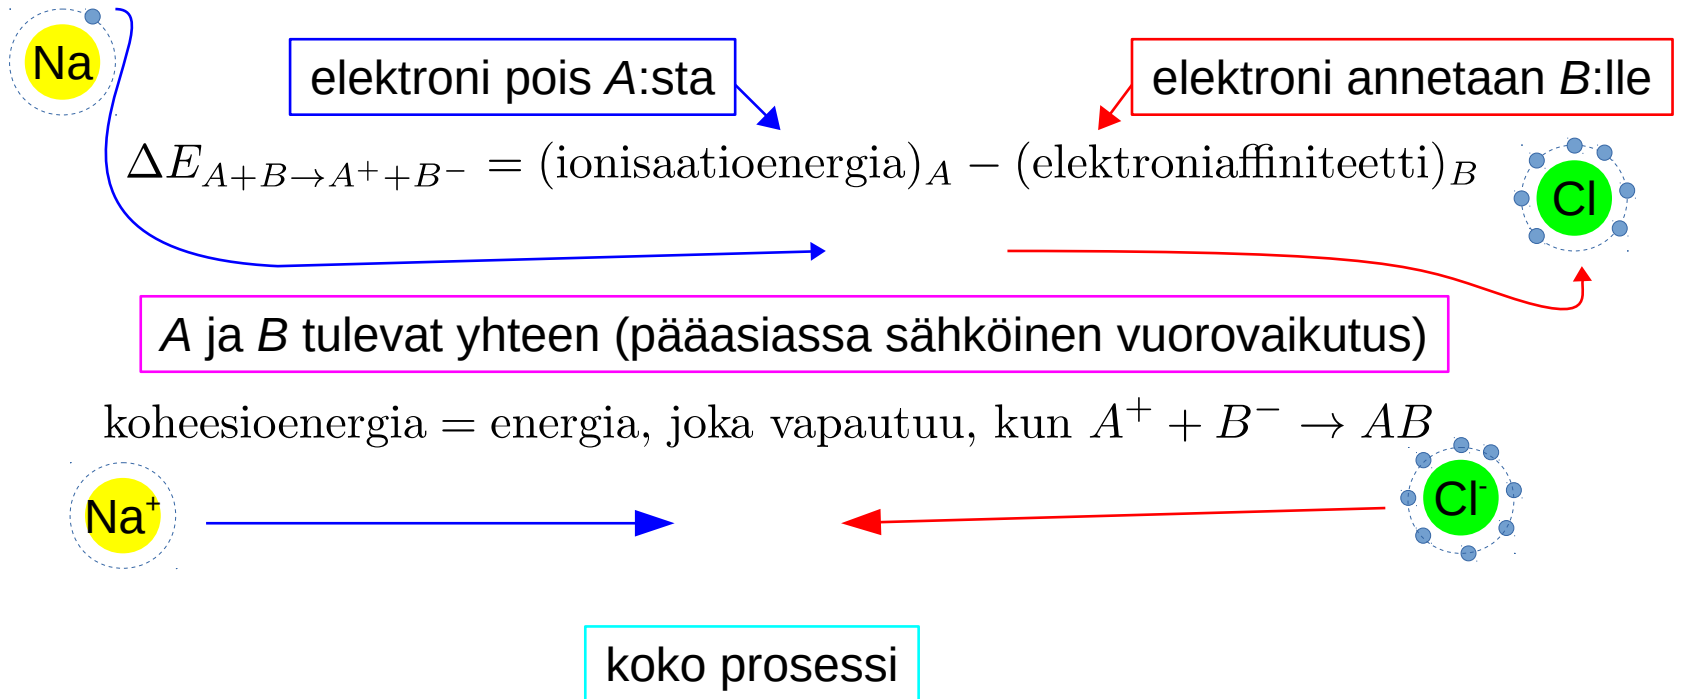 Na
elektroni pois A:sta
elektroni annetaan B:lle
ΔE_{A+B→A⁺+B⁻} = (ionisaatioenergia)_A − (elektroniaffiniteetti)_B
Cl
A ja B tulevat yhteen (pääasiassa sähköinen vuorovaikutus)
koheesioenergia = energia, joka vapautuu, kun A⁺ + B⁻ → AB
Na⁺
Cl⁻
koko prosessi